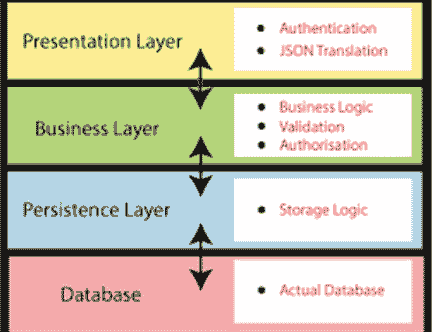 Presentation Layer
Authentication
JSON Translation
Business Layer
Business Logic
Validation
Authorisation
Persistence Layer
Storage Logic
Database
Actual Database